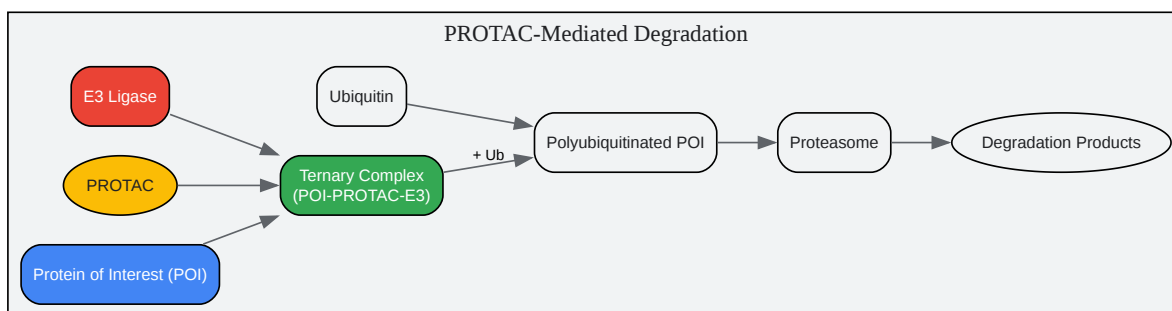 PROTAC-Mediated Degradation
E3 Ligase
Ubiquitin
+ Ub
Polyubiquitinated POI
Proteasome
Degradation Products
PROTAC
Ternary Complex
(POI-PROTAC-E3)
Protein of Interest (POI)